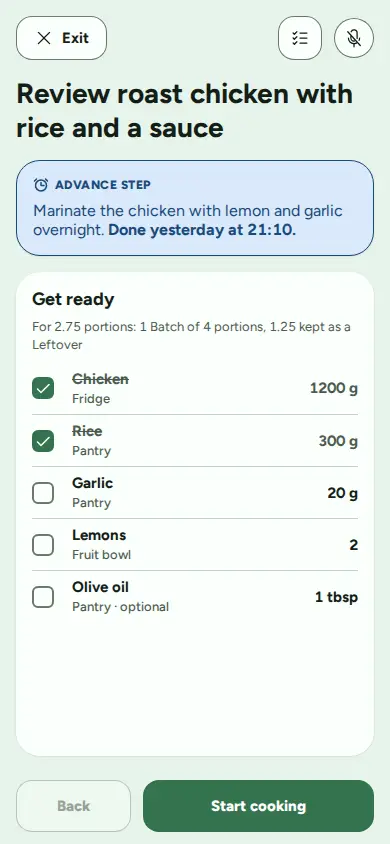 Exit
Review roast chicken with
rice and a sauce
ADVANCE STEP
Marinate the chicken with lemon and garlic
overnight. Done yesterday at 21:10.
Get ready
For 2.75 portions: 1 Batch of 4 portions, 1.25 kept as a
Leftover
Chicken
Fridge
1200 g
Rice
Pantry
300 g
Garlic
Pantry
20 g
Lemons
Fruit bowl
2
Olive oil
Pantry · optional
1 tbsp
Back
Start cooking